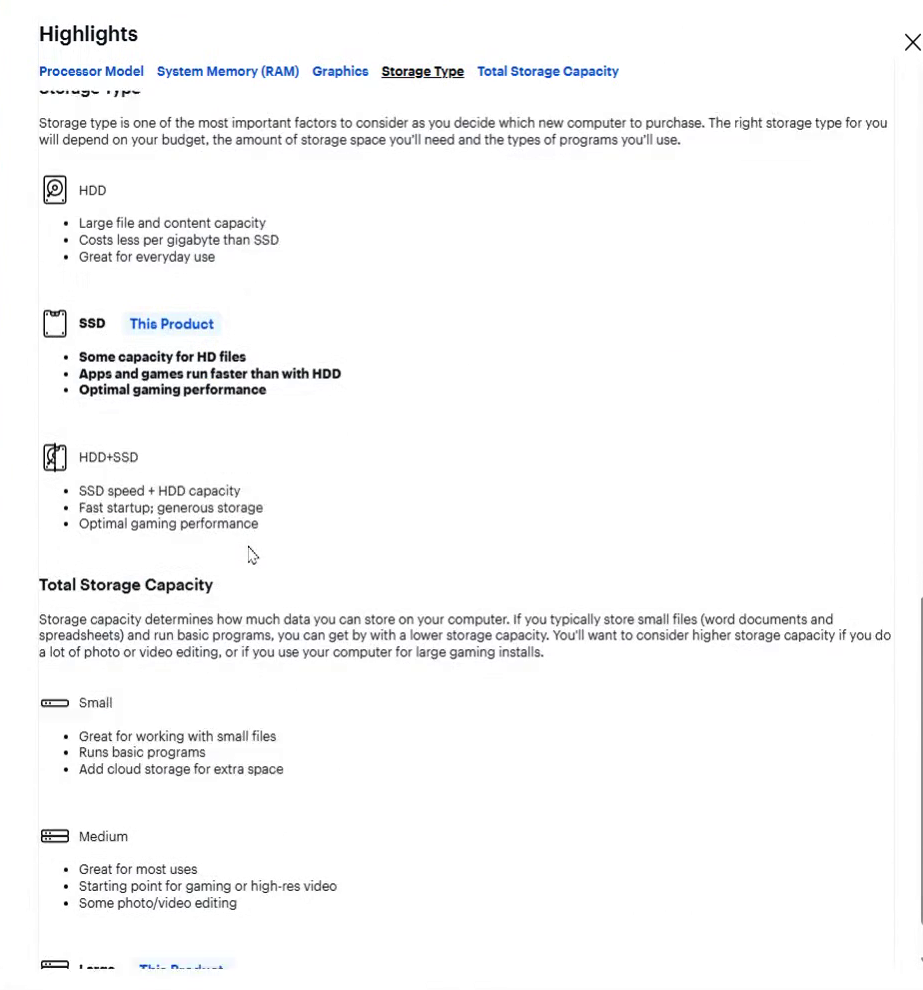 Highlights
Processor Model System Memory (RAM) Graphics Storage Type Total Storage Capacity
Storage Type
Storage type is one of the most important factors to consider as you decide which new computer to purchase. The right storage type for you
will depend on your budget, the amount of storage space you'll need and the types of programs you'll use.
HDD
• Large file and content capacity
• Costs less per gigabyte than SSD
• Great for everyday use
SSD This Product
• Some capacity for HD files
• Apps and games run faster than with HDD
• Optimal gaming performance
HDD+SSD
• SSD speed + HDD capacity
• Fast startup; generous storage
• Optimal gaming performance
Total Storage Capacity
Storage capacity determines how much data you can store on your computer. If you typically store small files (word documents and
spreadsheets) and run basic programs, you can get by with a lower storage capacity. You'll want to consider higher storage capacity if you do
a lot of photo or video editing, or if you use your computer for large gaming installs.
Small
• Great for working with small files
• Runs basic programs
• Add cloud storage for extra space
Medium
• Great for most uses
• Starting point for gaming or high-res video
• Some photo/video editing
Large This Product